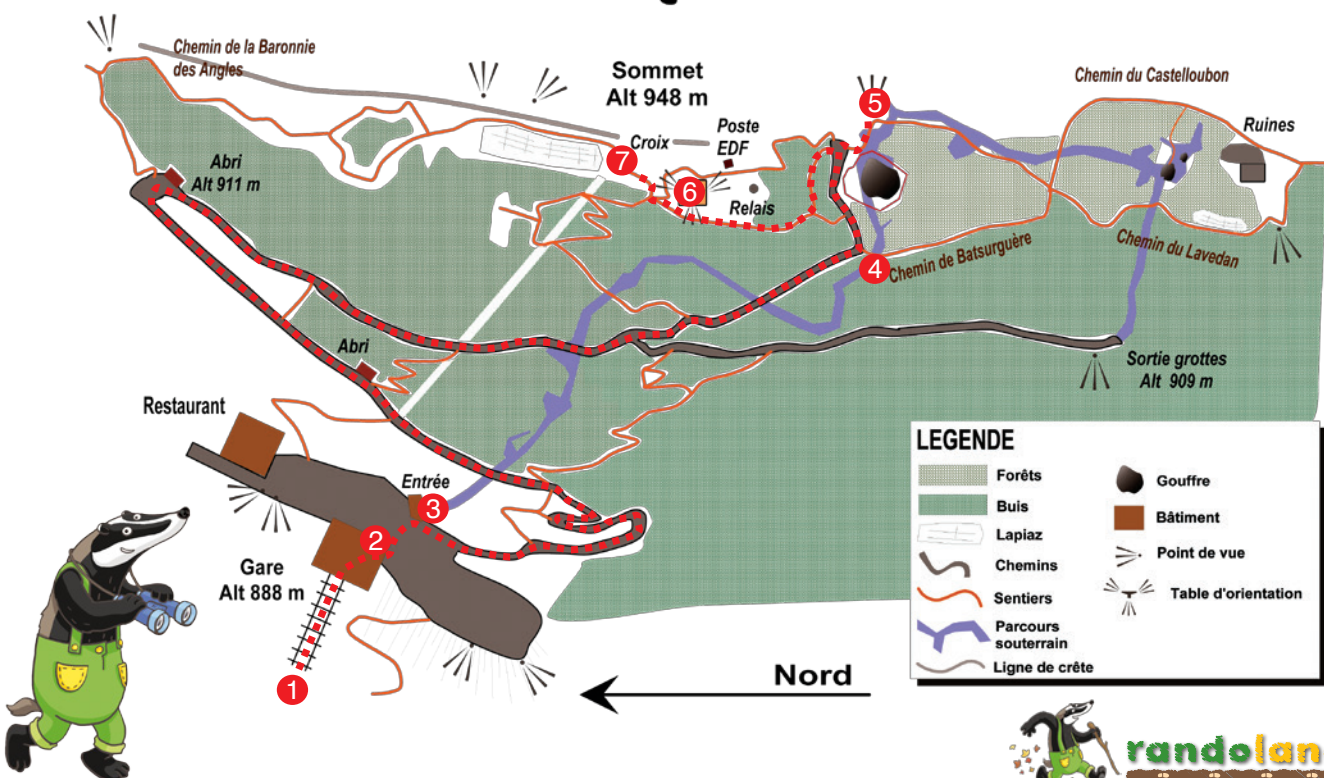 Chemin de la Baronnie
des Angles
Sommet
Alt 948 m
Croix
Poste
EDF
Chemin du Castelloubon
Ruines
5
7
6
Relais
Abri
Alt 911 m
4
Chemin de Batsurguère
Chemin du Lavedan
Abri
Sortie grottes
Alt 909 m
Restaurant
Entrée
3
2
Gare
Alt 888 m
1
Nord
LEGENDE
Forêts
Buis
Lapiaz
Chemins
Sentiers
Parcours
souterrain
Ligne de crête
Gouffre
Bâtiment
Point de vue
Table d'orientation
randolan